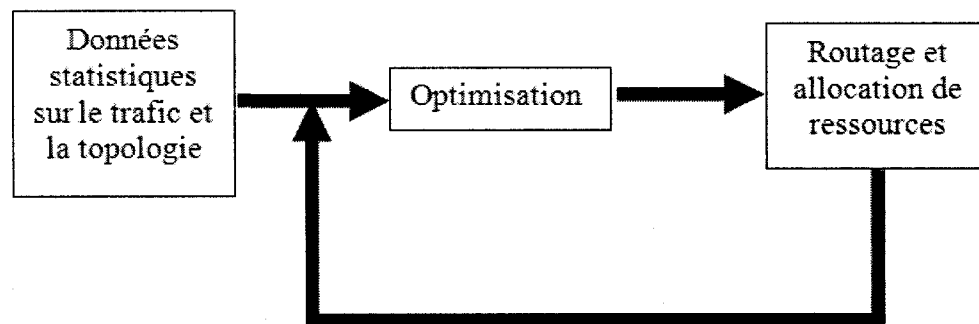 Données
statistiques
sur le trafic et
la topologie
Optimisation
Routage et
allocation de
ressources